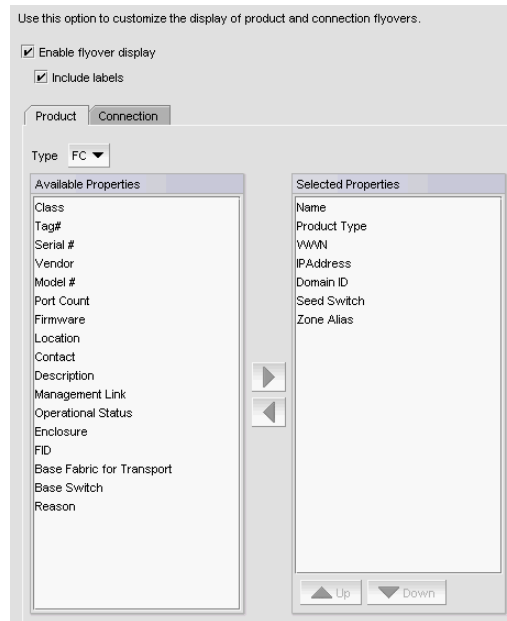 Use this option to customize the display of product and connection flyovers.
Enable flyover display
Include labels
Product Connection
Type FC
Available Properties
Class
Tag#
Serial #
Vendor
Model #
Port Count
Firmware
Location
Contact
Description
Management Link
Operational Status
Enclosure
FID
Base Fabric for Transport
Base Switch
Reason
Selected Properties
Name
Product Type
WWN
IPAddress
Domain ID
Seed Switch
Zone Alias
Up Down